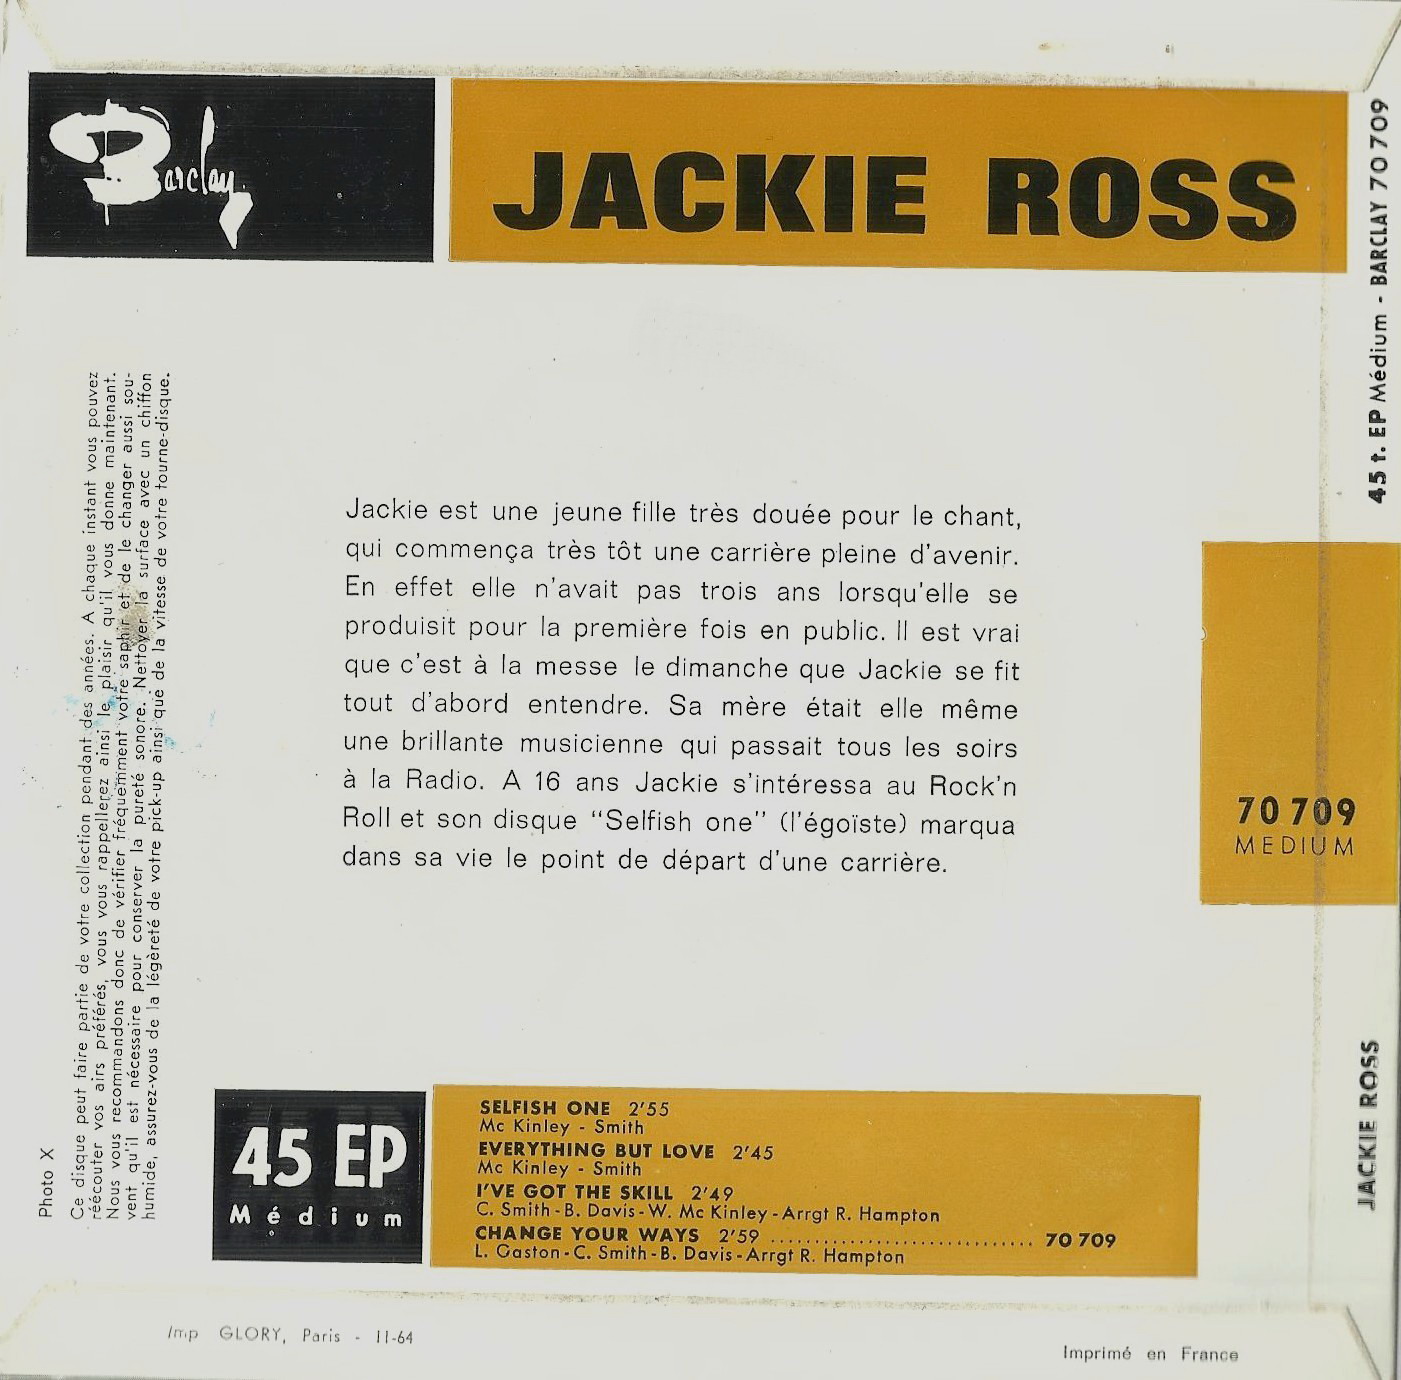 Barclay
JACKIE ROSS
45 t. EP Médium - BARCLAY 70 709
JACKIE ROSS
Jackie est une jeune fille très douée pour le chant,
qui commença très tôt une carrière pleine d'avenir.
En effet elle n'avait pas trois ans lorsqu'elle se
produisit pour la première fois en public. Il est vrai
que c'est à la messe le dimanche que Jackie se fit
tout d'abord entendre. Sa mère était elle même
une brillante musicienne qui passait tous les soirs
à la Radio. A 16 ans Jackie s'intéressa au Rock'n
Roll et son disque "Selfish one" (l'égoïste) marqua
dans sa vie le point de départ d'une carrière.
70 709
MEDIUM
Photo X
Ce disque peut faire partie de votre collection pendant des années. A chaque instant vous pouvez
réécouter vos airs préférés, vous vous rappellerez ainsi le plaisir qu'il vous donne maintenant.
Nous vous recommandons donc de vérifier fréquemment votre saphir et de le changer aussi sou-
vent qu'il est nécessaire pour conserver la pureté sonore. Nettoyer la surface avec un chiffon
humide, assurez-vous de la légèreté de votre pick-up ainsi que de la vitesse de votre tourne-disque.
45 EP
Médium
SELFISH ONE 2'55
Mc Kinley - Smith
EVERYTHING BUT LOVE 2'45
Mc Kinley - Smith
I'VE GOT THE SKILL 2'49
C. Smith - B. Davis - W. Mc Kinley - Arrgt R. Hampton
CHANGE YOUR WAYS 2'59 .............................. 70 709
L. Gaston - C. Smith - B. Davis - Arrgt R. Hampton
Imp GLORY, Paris - 11-64
Imprimé en France